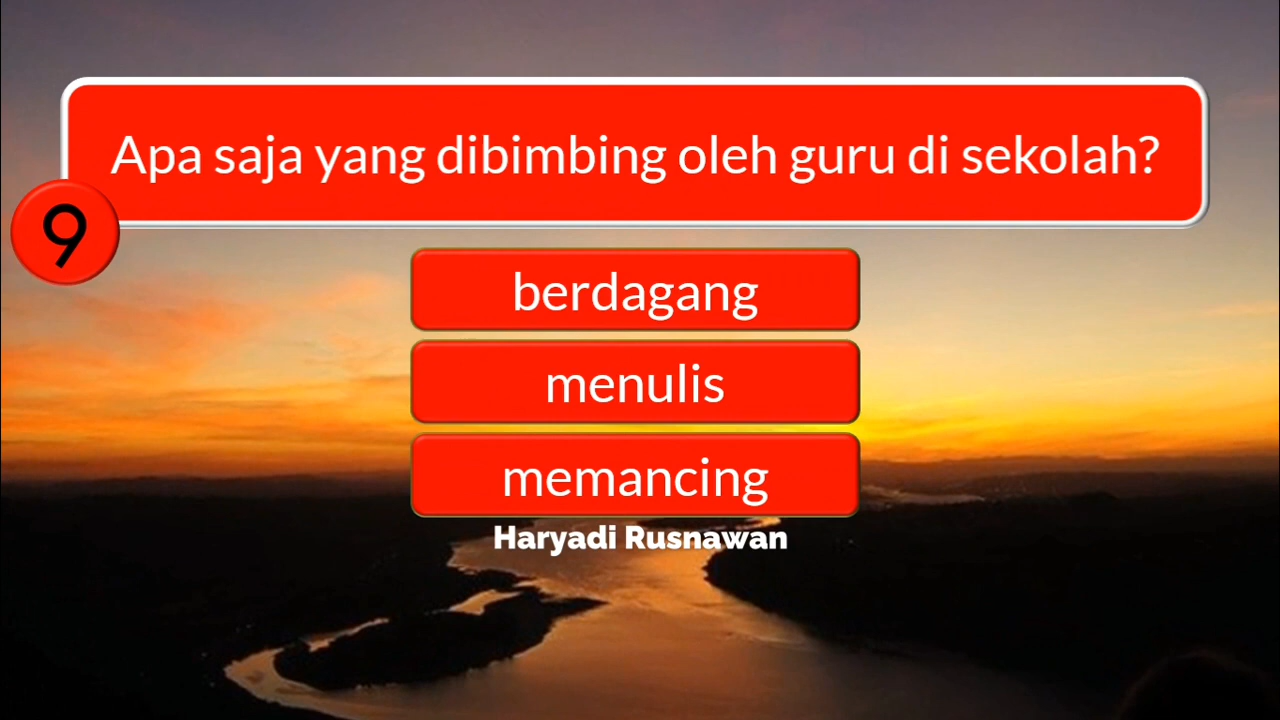 Apa saja yang dibimbing oleh guru di sekolah?
9
berdagang
menulis
memancing
Haryadi Rusnawan